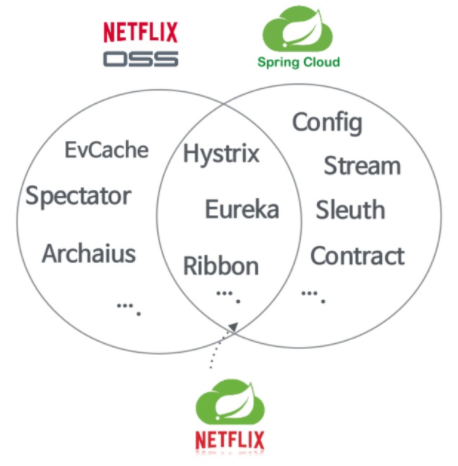 NETFLIX
OSS
Spring Cloud
EvCache
Spectator
Archaius
....
Hystrix
Eureka
Ribbon
....
Config
Stream
Sleuth
Contract
....
NETFLIX